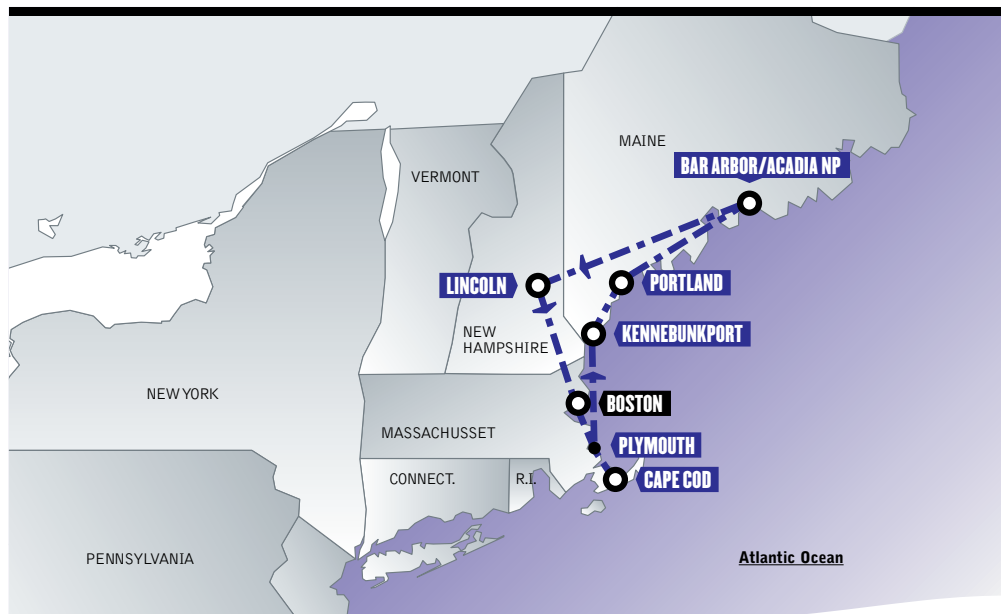 MAINE
BAR ARBOR/ACADIA NP
VERMONT
LINCOLN
PORTLAND
NEW
HAMPSHIRE
KENNEBUNKPORT
NEW YORK
BOSTON
MASSACHUSSET
PLYMOUTH
CONNECT.
R.I.
CAPE COD
PENNSYLVANIA
Atlantic Ocean